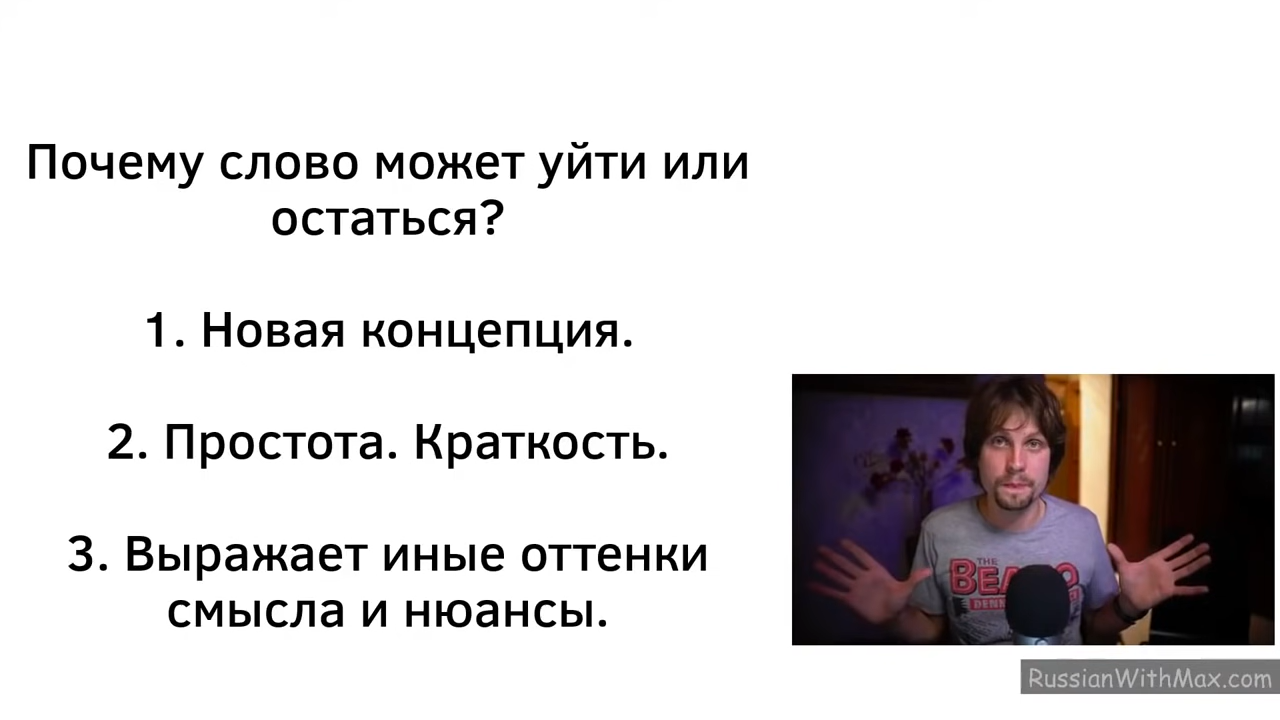 Почему слово может уйти или
остаться?
1. Новая концепция.
2. Простота. Краткость.
3. Выражает иные оттенки
смысла и нюансы.
THE
RussianWithMax.com